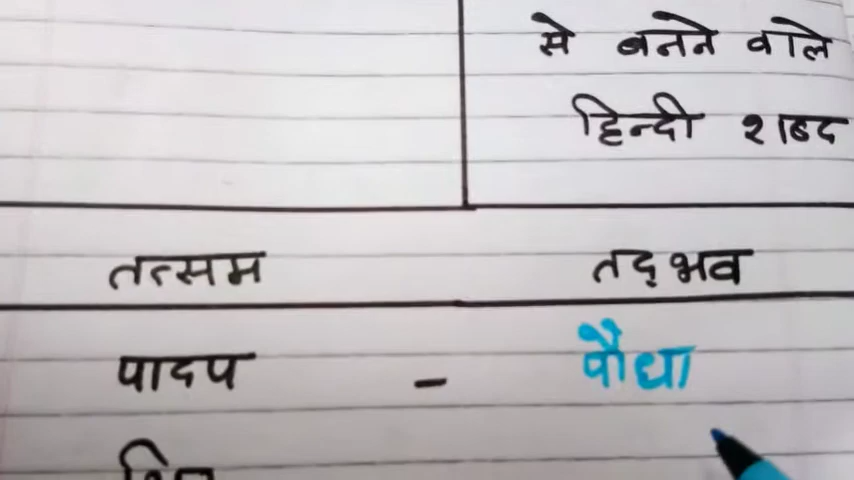 से बनने वाले
हिन्दी शब्द
तत्सम तद्भव
पादप - पौधा